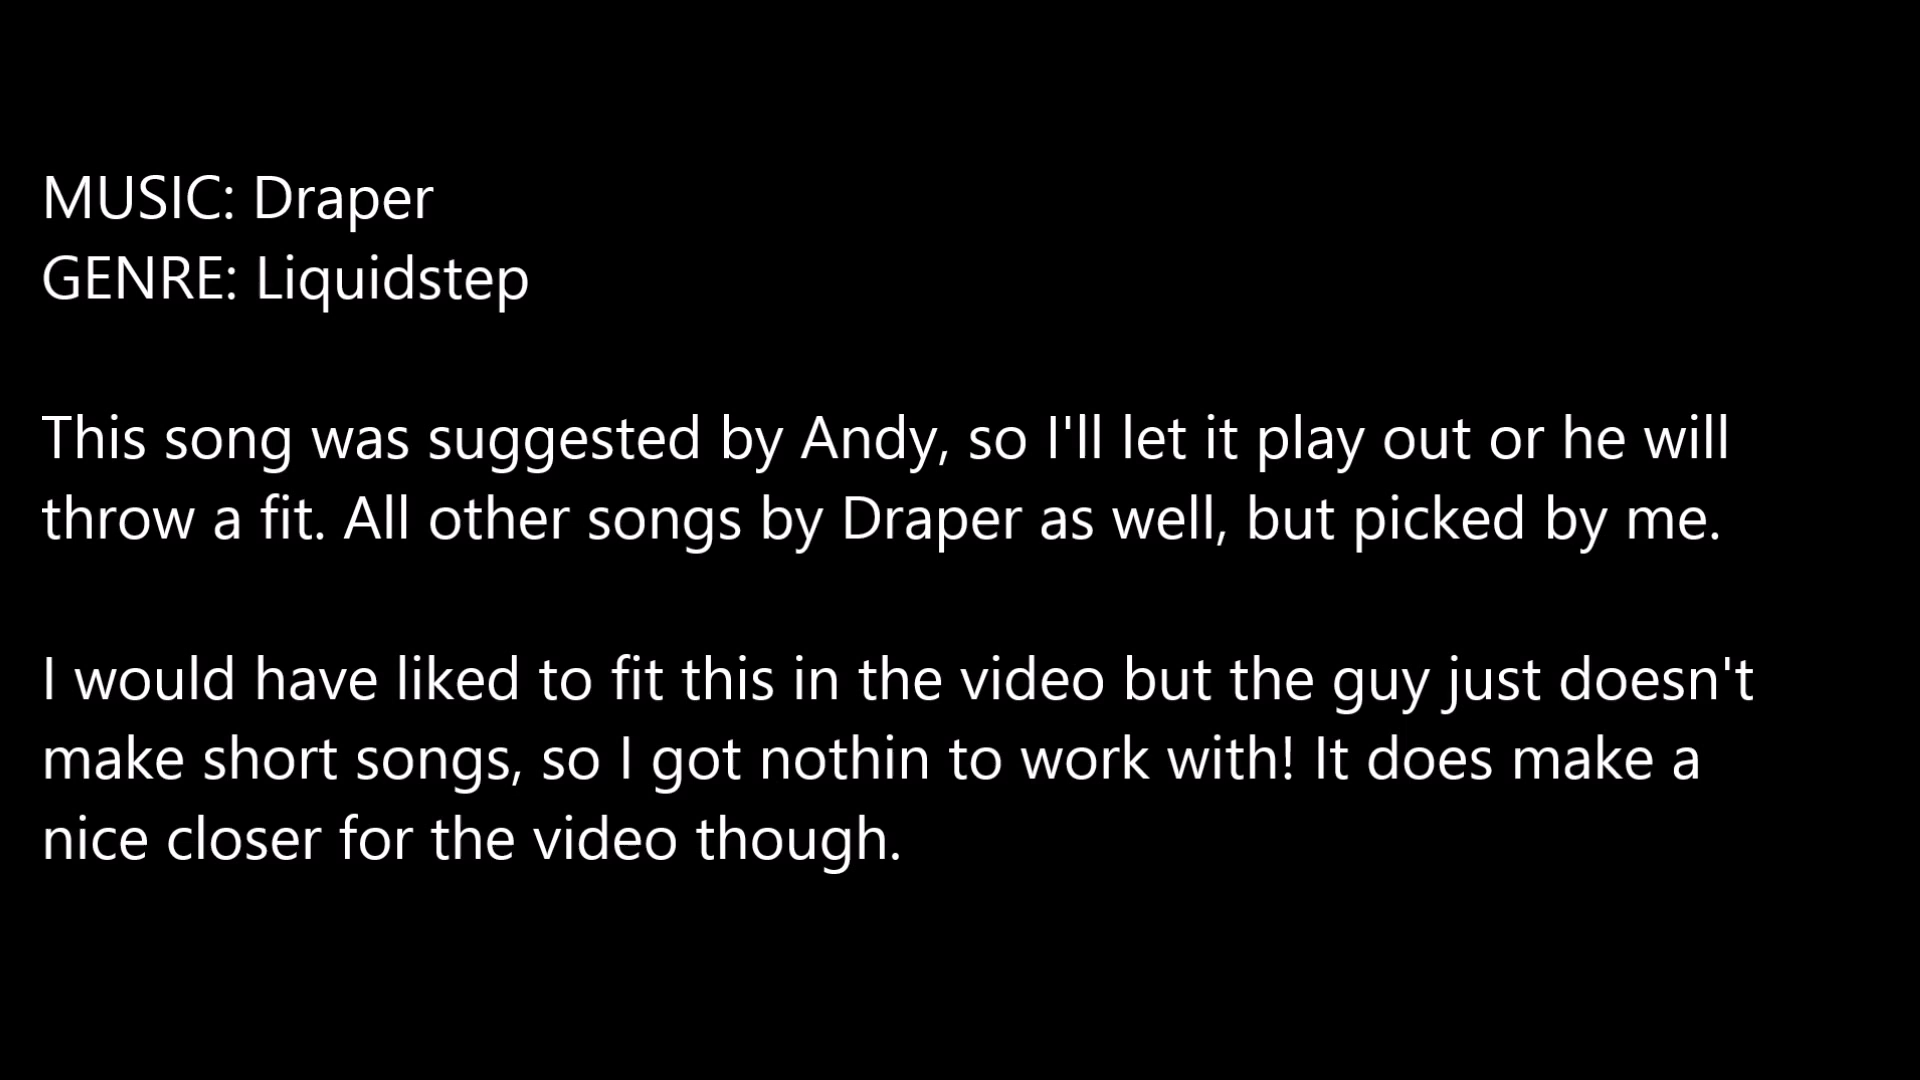 MUSIC: Draper
GENRE: Liquidstep
This song was suggested by Andy, so I'll let it play out or he will
throw a fit. All other songs by Draper as well, but picked by me.
I would have liked to fit this in the video but the guy just doesn't
make short songs, so I got nothin to work with! It does make a
nice closer for the video though.